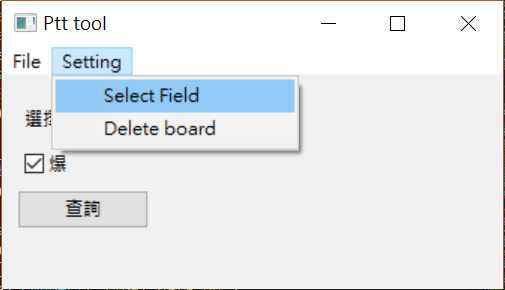 Ptt tool
File Setting
Select Field
Delete board
爆
查詢